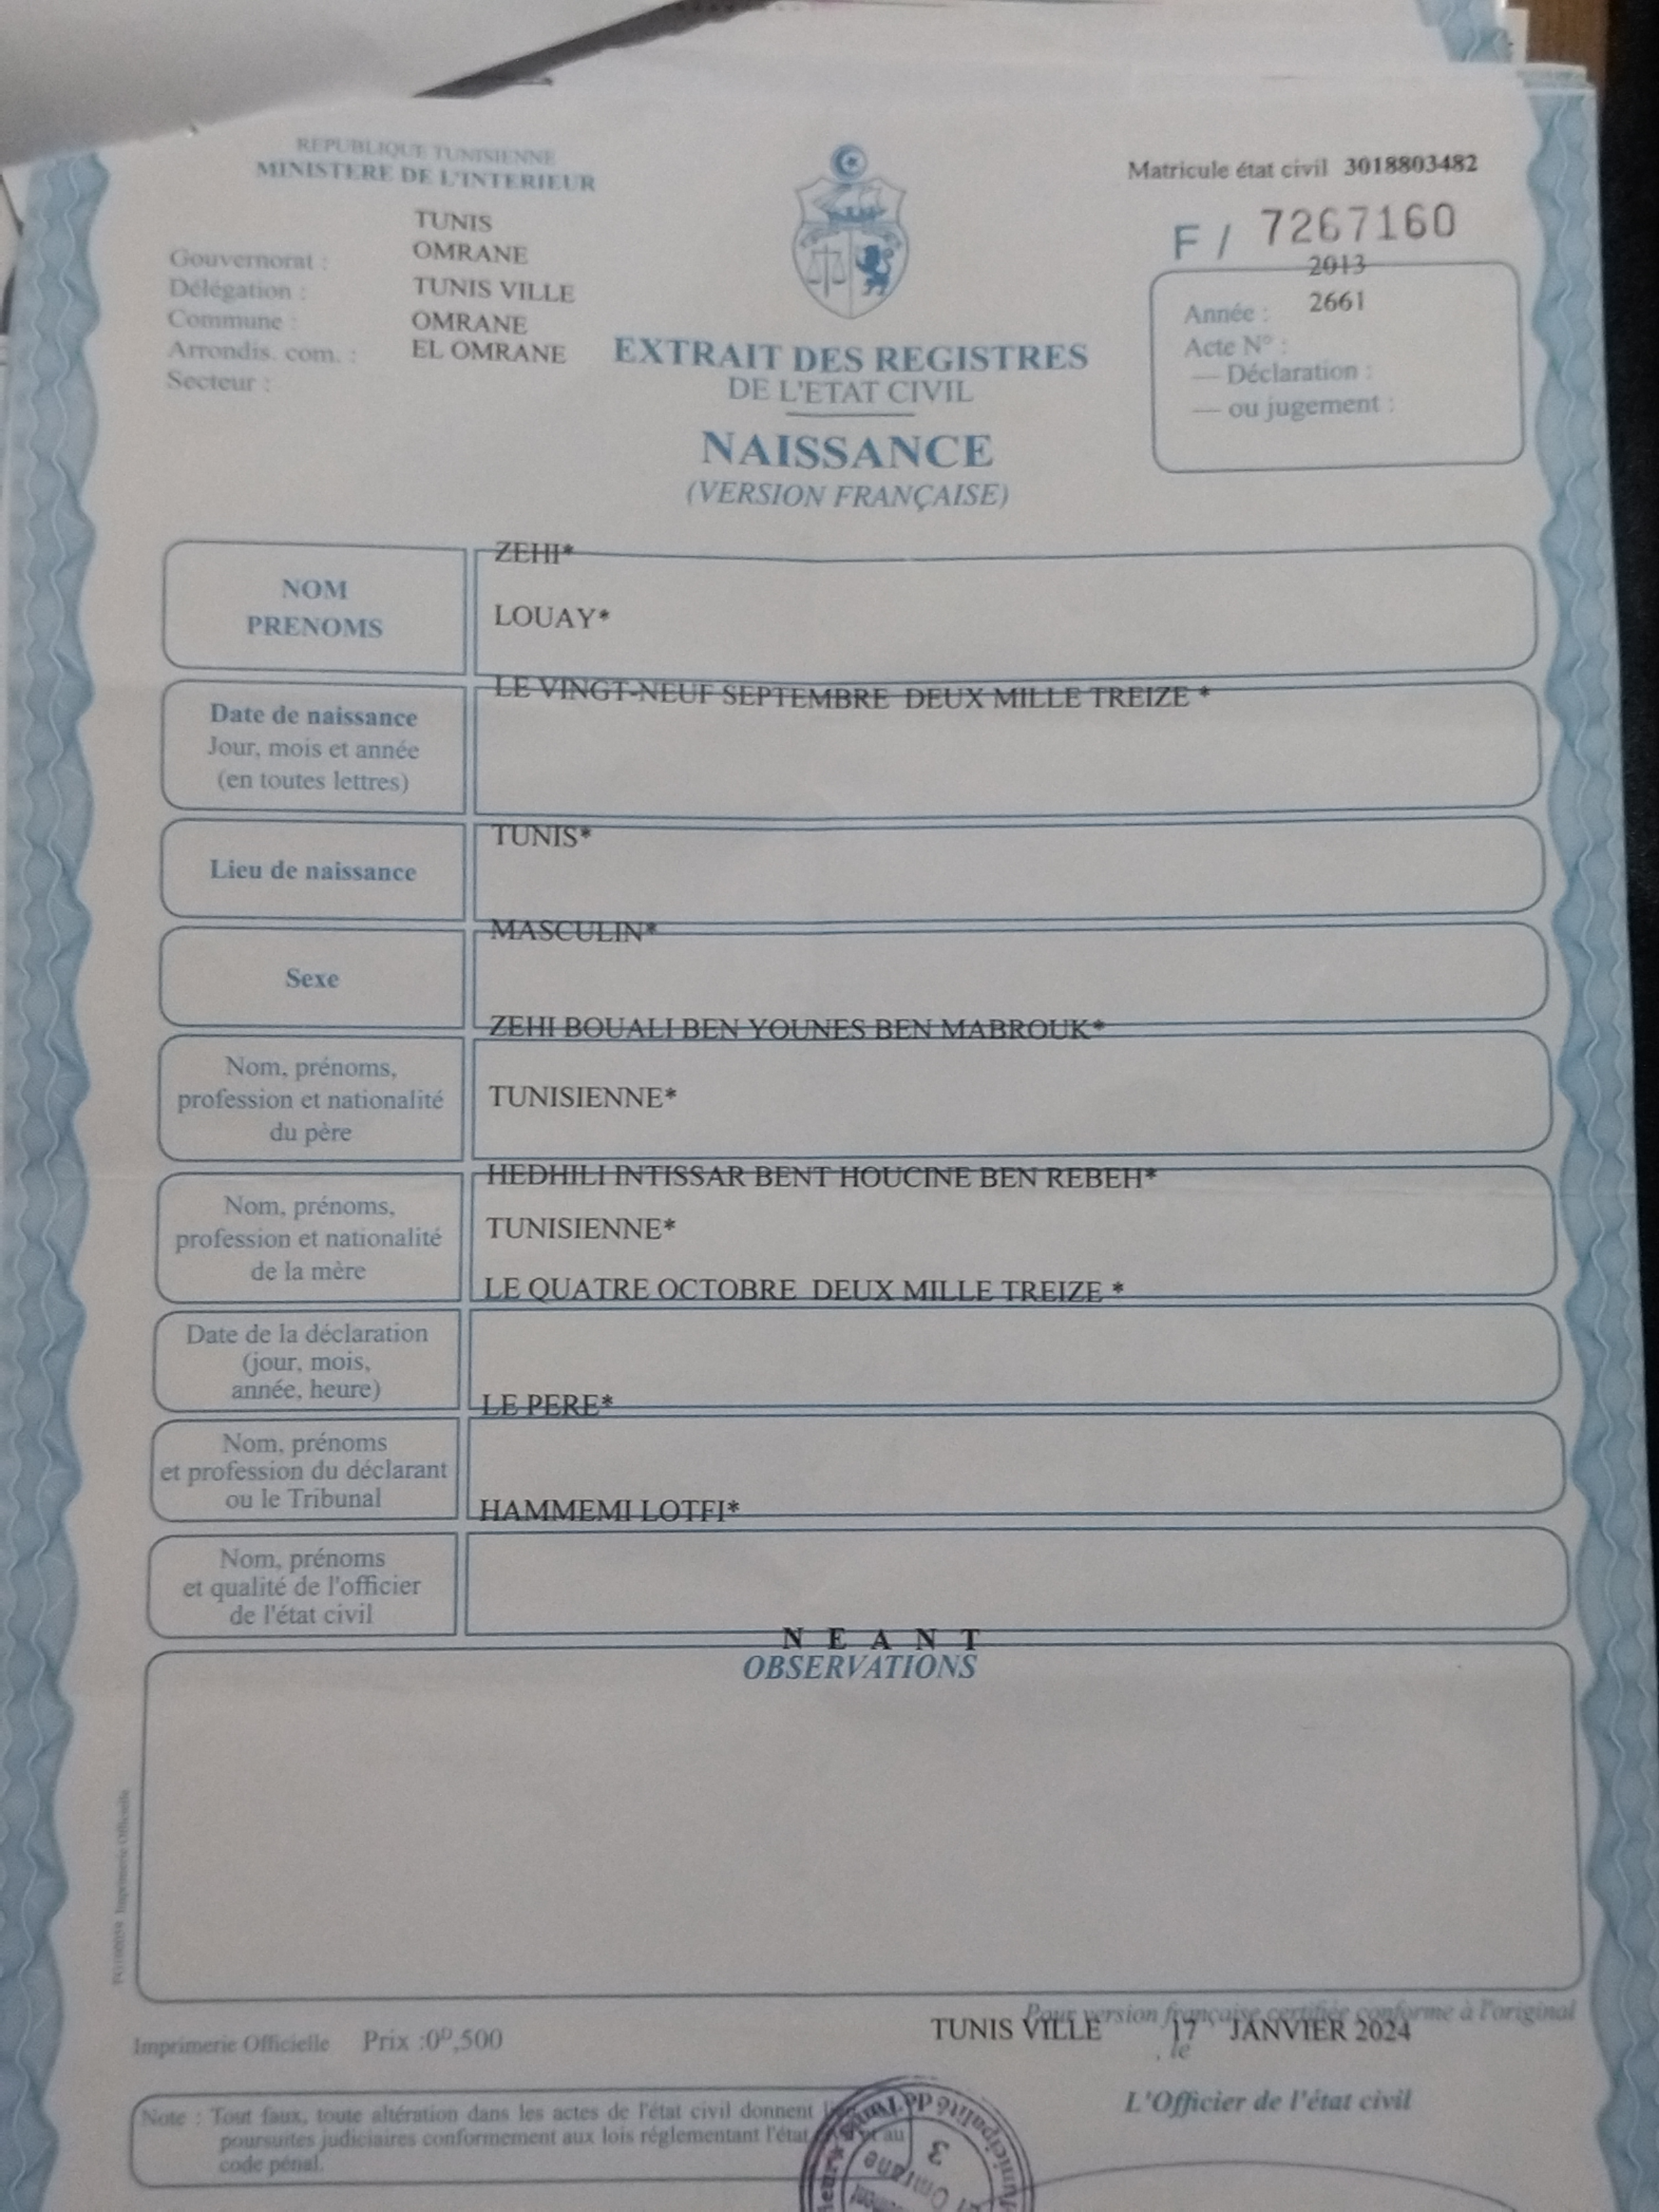 REPUBLIQUE TUNISIENNE
MINISTERE DE L'INTERIEUR
Matricule état civil 3018803482
F / 7267160
TUNIS
Gouvernorat : OMRANE
Délégation : TUNIS VILLE
Commune : OMRANE
Arrondis. com. : EL OMRANE
Secteur :
2013
Année : 2661
Acte N° :
— Déclaration :
— ou jugement :
EXTRAIT DES REGISTRES
DE L'ETAT CIVIL
NAISSANCE
(VERSION FRANÇAISE)
ZEHI*
NOM
PRENOMS
LOUAY*
LE VINGT-NEUF SEPTEMBRE DEUX MILLE TREIZE *
Date de naissance
Jour, mois et année
(en toutes lettres)
TUNIS*
Lieu de naissance
MASCULIN*
Sexe
ZEHI BOUALI BEN YOUNES BEN MABROUK*
Nom, prénoms,
profession et nationalité
du père
TUNISIENNE*
HEDHILI INTISSAR BENT HOUCINE BEN REBEH*
Nom, prénoms,
profession et nationalité
de la mère
TUNISIENNE*
LE QUATRE OCTOBRE DEUX MILLE TREIZE *
Date de la déclaration
(jour, mois,
année, heure)
LE PERE*
Nom, prénoms
et profession du déclarant
ou le Tribunal
HAMMEMI LOTFI*
Nom, prénoms
et qualité de l'officier
de l'état civil
N E A N T
OBSERVATIONS
Imprimerie Officielle
Pour version française certifiée conforme à l'original
TUNIS VILLE 17 JANVIER 2024
, le
Imprimerie Officielle Prix :0ᴰ,500
L'Officier de l'état civil
Note : Tout faux, toute altération dans les actes de l'état civil donnent
poursuites judiciaires conformement aux lois réglementant l'état au
code pénal.
Municipalité de Tunis
3
Omrane